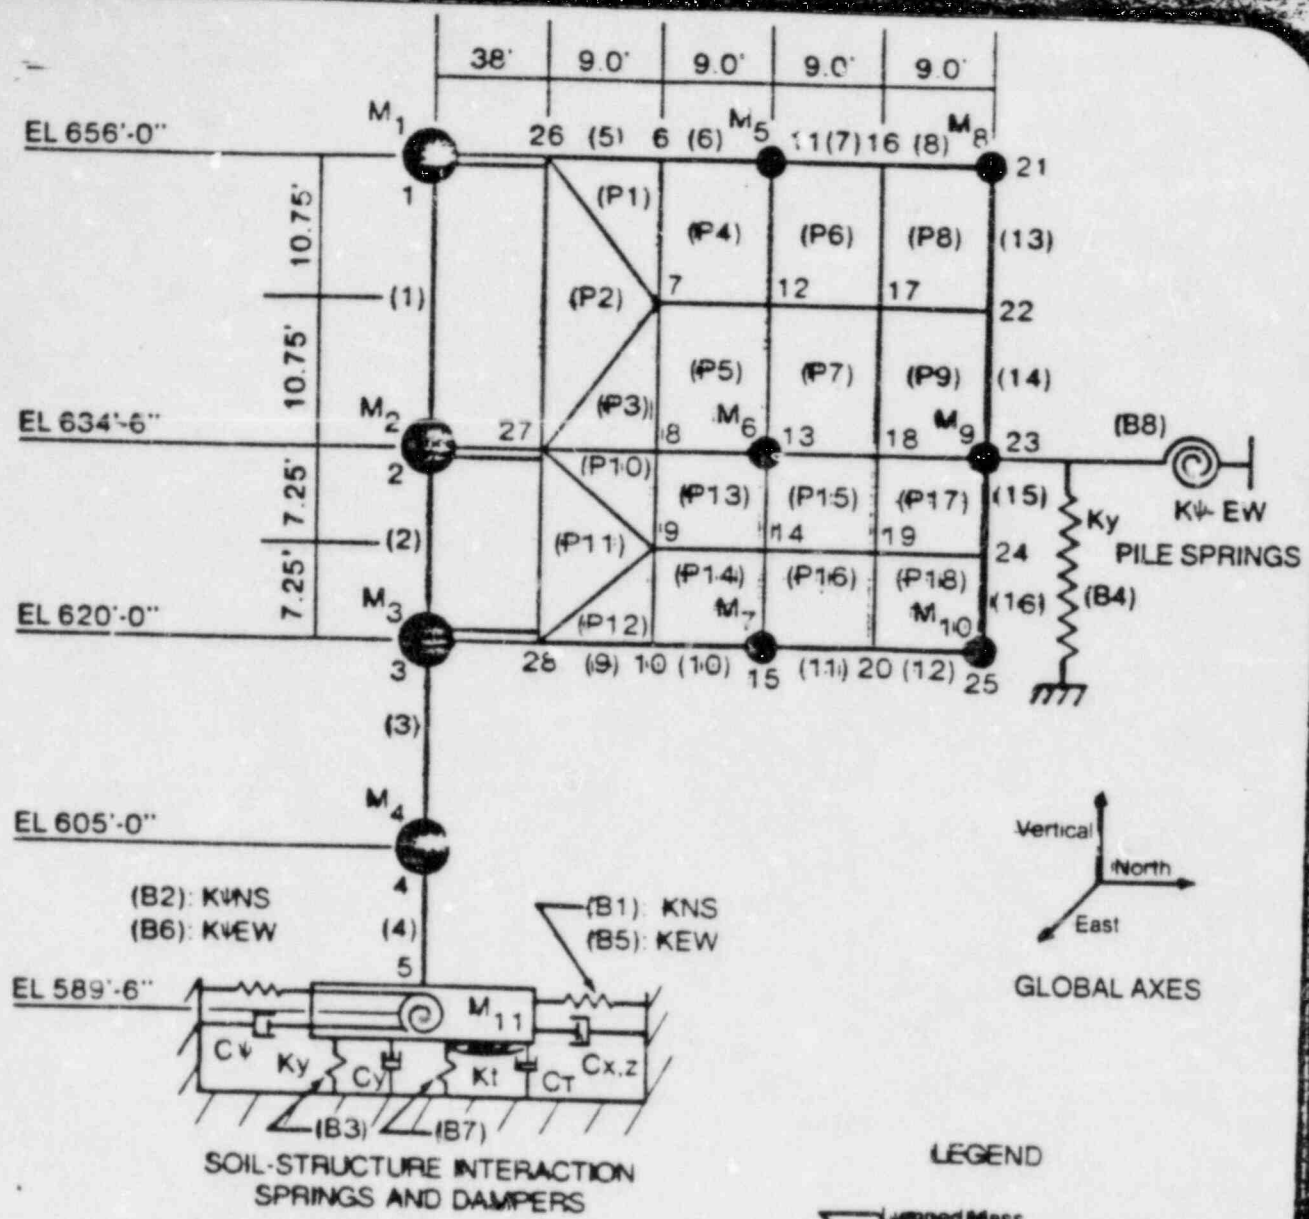 38' 9.0' 9.0' 9.0' 9.0'
M1 M5 M8
EL 656'-0" 26 (5) 6 (6) 11 (7) 16 (8) 21
1
10.75' (P1) (P4) (P6) (P8) (13)
(1) (P2) 7 12 17 22
10.75' (P3) (P5) (P7) (P9) (14)
M2 M6 M9 (B8)
EL 634'-6" 27 8 13 18 23
2 (P10)
7.25' (P13) (P15) (P17) (15) Ky Kψ EW
(2) (P11) 9 14 19 24 PILE SPRINGS
7.25' (P14) (P16) (P18) (16) (B4)
M3 (P12) M7 M10
EL 620'-0"
3 28 (9) 10 (10) 15 (11) 20 (12) 25
(3)
M4
EL 605'-0" Vertical
4 North
(B2): KψNS (B1): KNS East
(B6): KψEW (4) (B5): KEW
5 GLOBAL AXES
EL 589'-6" M11
Cψ Ky Cy Kt CT Cx,z
(B3) (B7)
SOIL-STRUCTURE INTERACTION
SPRINGS AND DAMPERS
LEGEND
Lumped Mass